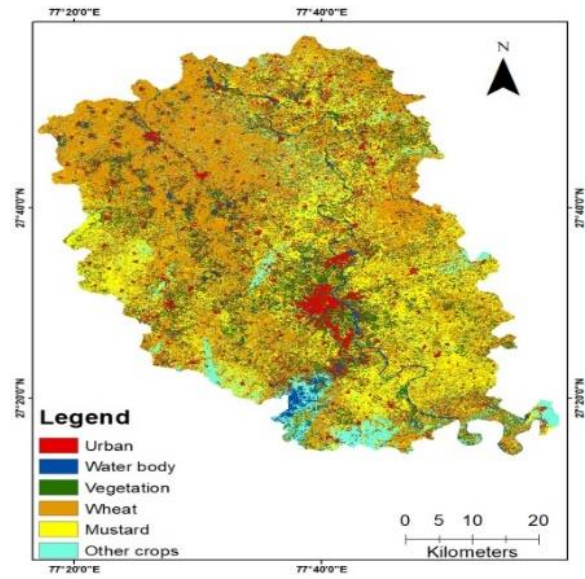 77°20'0"E 77°40'0"E
N
27°40'0"N 27°40'0"N
27°20'0"N 27°20'0"N
Legend
Urban
Water body
Vegetation
Wheat
Mustard
Other crops
0 5 10 20
Kilometers
77°20'0"E 77°40'0"E